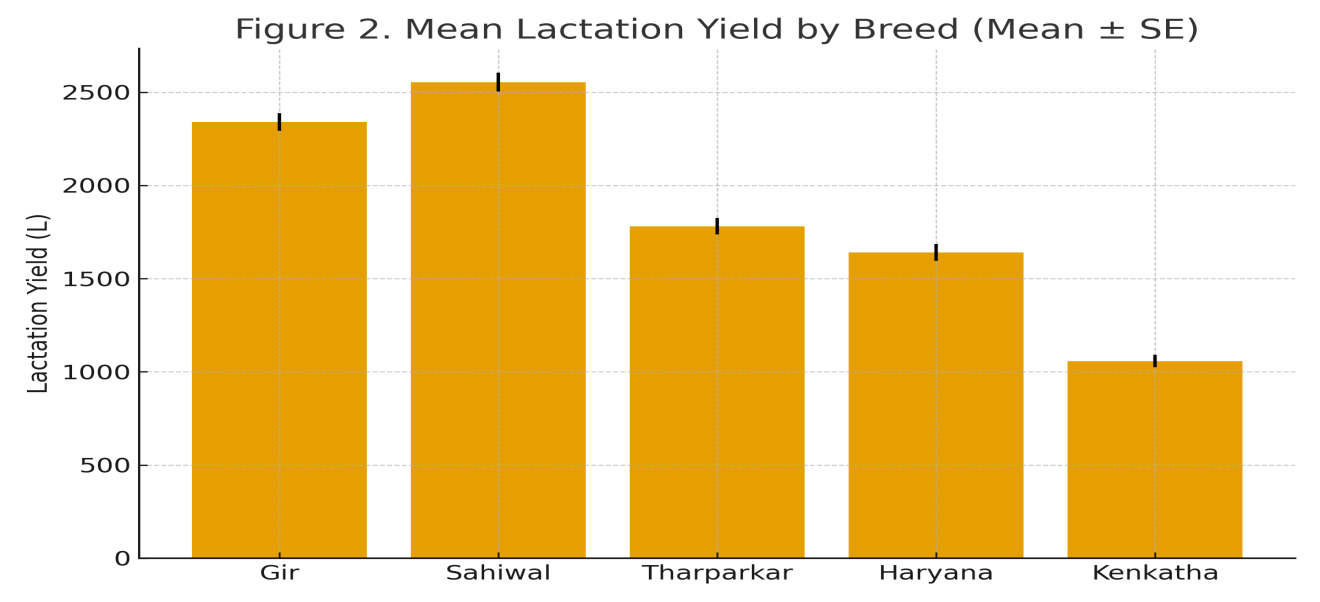 Figure 2. Mean Lactation Yield by Breed (Mean ± SE)
Lactation Yield (L)
2500
2000
1500
1000
500
0
Gir Sahiwal Tharparkar Haryana Kenkatha